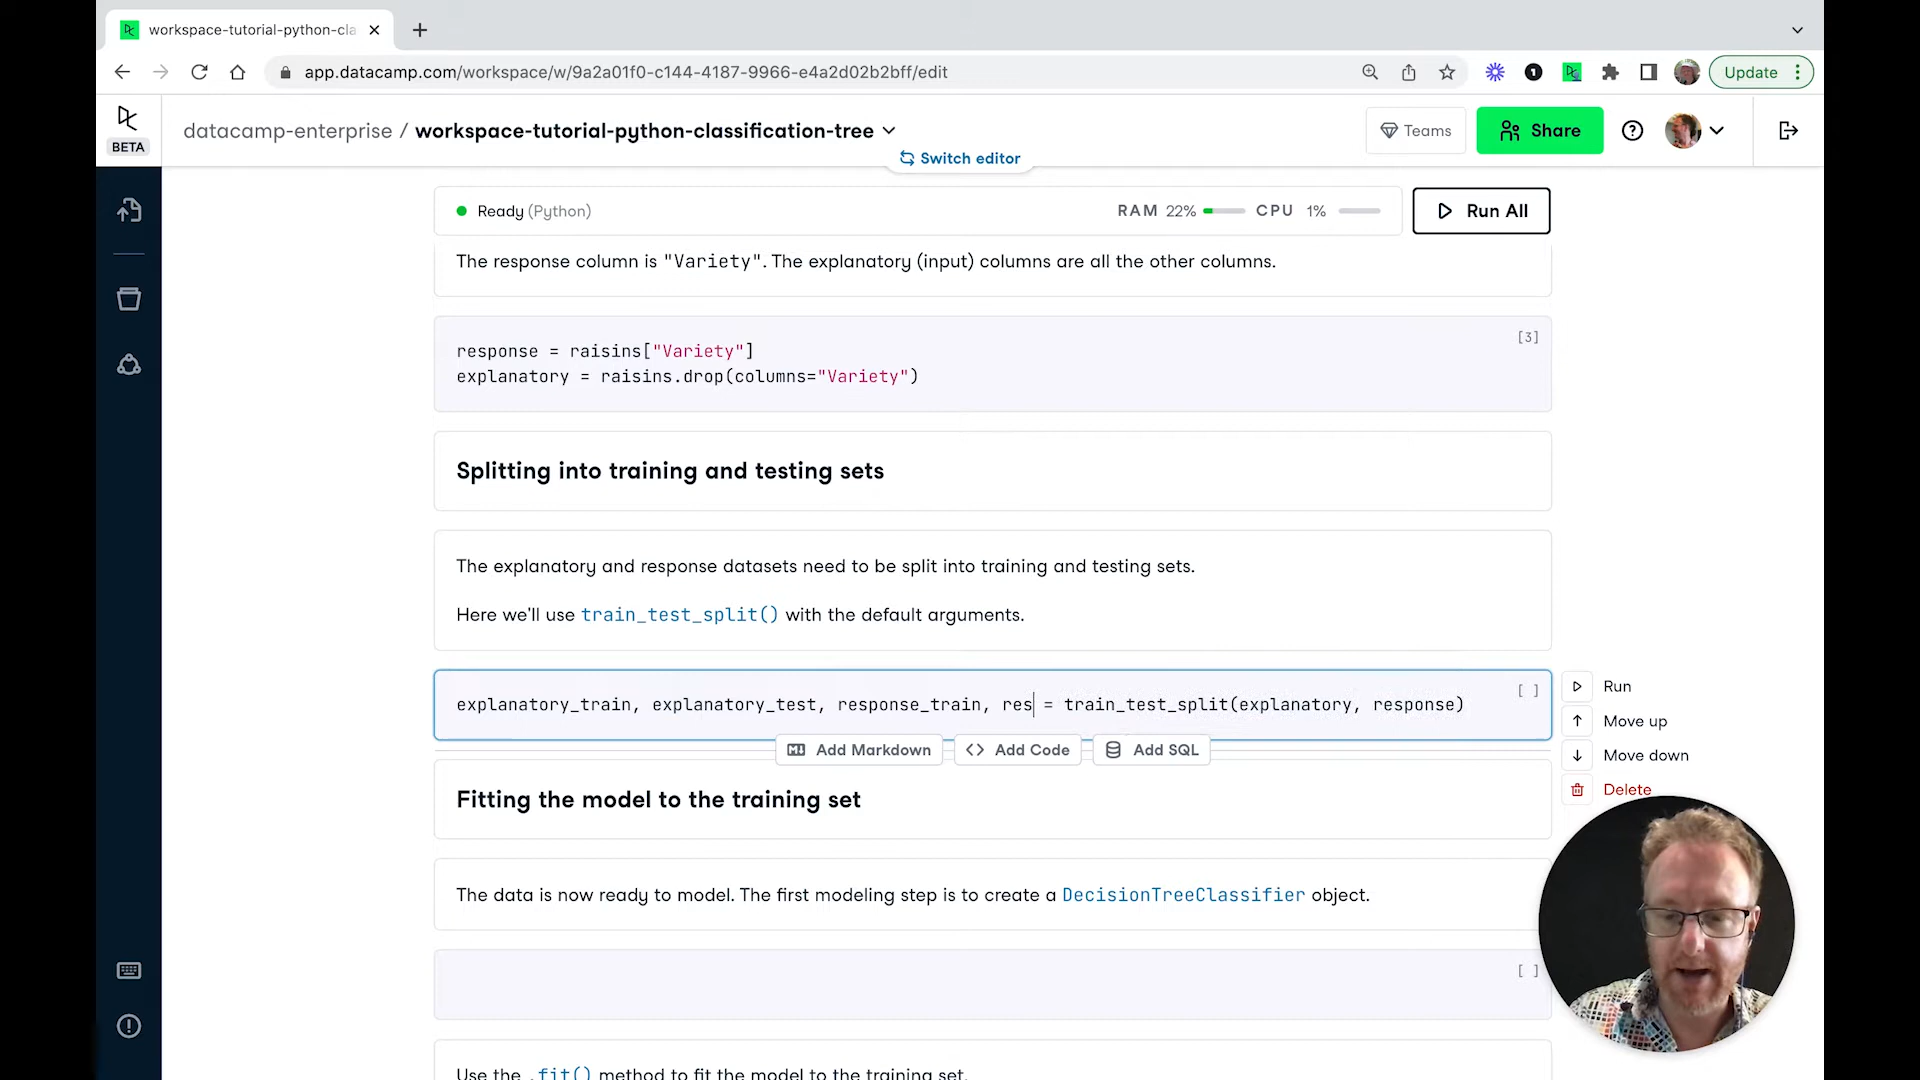 workspace-tutorial-python-cla
app.datacamp.com/workspace/w/9a2a01f0-c144-4187-9966-e4a2d02b2bff/edit
Update
BETA
datacamp-enterprise / workspace-tutorial-python-classification-tree
Teams
Share
Switch editor
Ready (Python)
RAM 22% CPU 1%
Run All
The response column is "Variety". The explanatory (input) columns are all the other columns.
[3]
response = raisins["Variety"]
explanatory = raisins.drop(columns="Variety")
Splitting into training and testing sets
The explanatory and response datasets need to be split into training and testing sets.
Here we'll use train_test_split() with the default arguments.
[ ]
explanatory_train, explanatory_test, response_train, res = train_test_split(explanatory, response)
Run
Move up
Move down
Delete
Add Markdown
Add Code
Add SQL
Fitting the model to the training set
The data is now ready to model. The first modeling step is to create a DecisionTreeClassifier object.
[ ]
Use the .fit() method to fit the model to the training set.